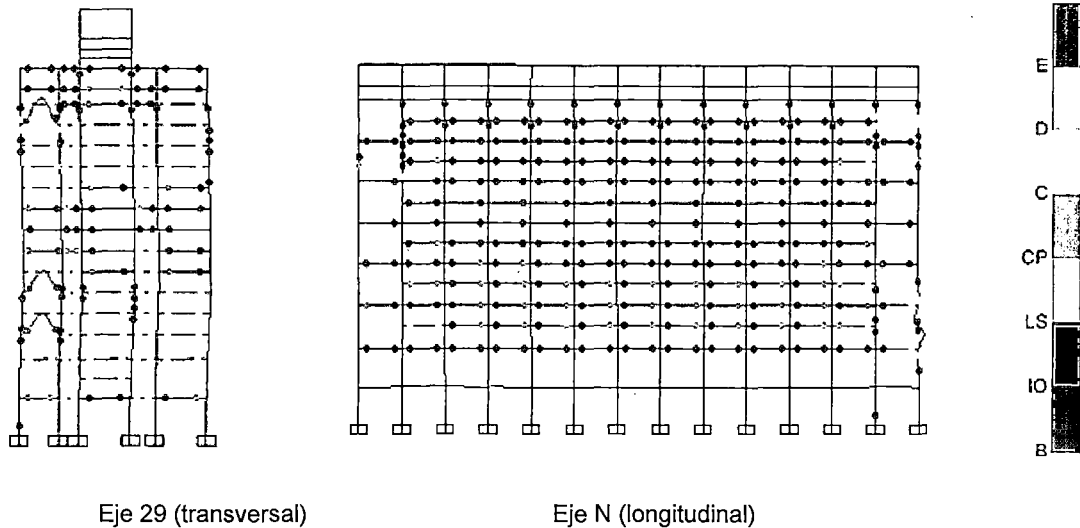 E
D
C
CP
LS
IO
B
Eje 29 (transversal)
Eje N (longitudinal)